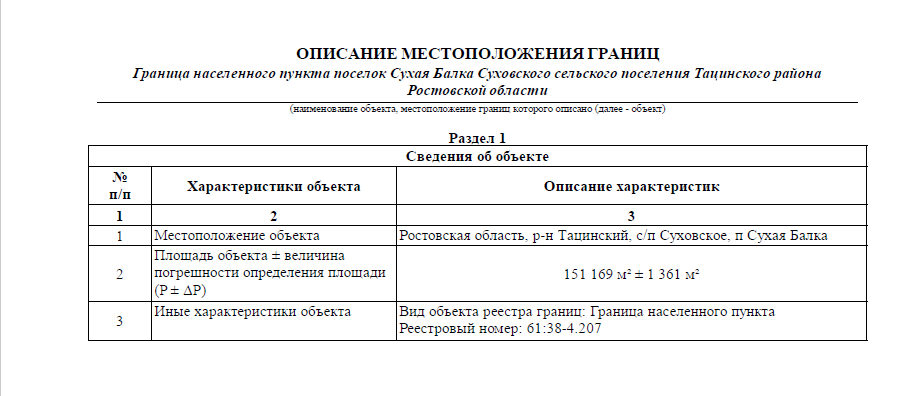 ОПИСАНИЕ МЕСТОПОЛОЖЕНИЯ ГРАНИЦ
Граница населенного пункта поселок Сухая Балка Суховского сельского поселения Тацинского района
Ростовской области
(наименование объекта, местоположение границ которого описано (далее - объект)
Раздел 1
Сведения об объекте
№
п/п
Характеристики объекта
Описание характеристик
1
2
3
1
Местоположение объекта
Ростовская область, р-н Тацинский, с/п Суховское, п Сухая Балка
2
Площадь объекта ± величина
погрешности определения площади
(P ± ΔP)
151 169 м² ± 1 361 м²
3
Иные характеристики объекта
Вид объекта реестра границ: Граница населенного пункта
Реестровый номер: 61:38-4.207